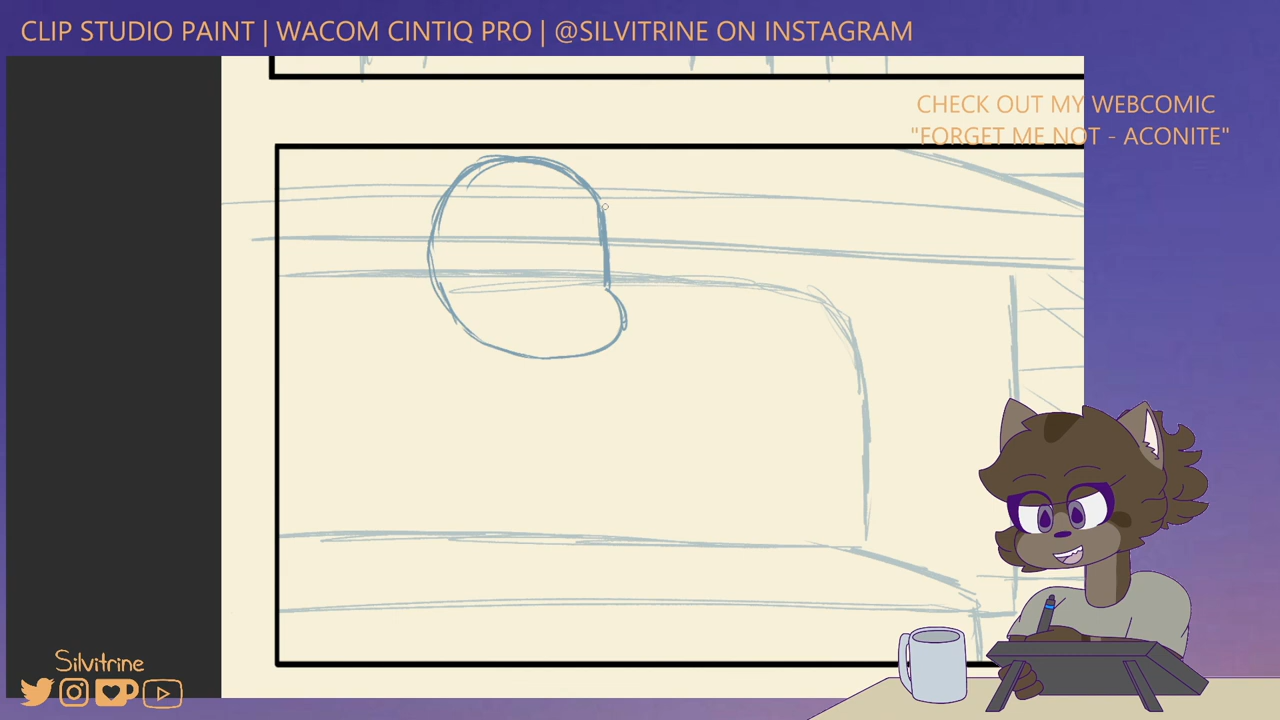 CLIP STUDIO PAINT | WACOM CINTIQ PRO | @SILVITRINE ON INSTAGRAM
CHECK OUT MY WEBCOMIC
"FORGET ME NOT - ACONITE"
Silvitrine